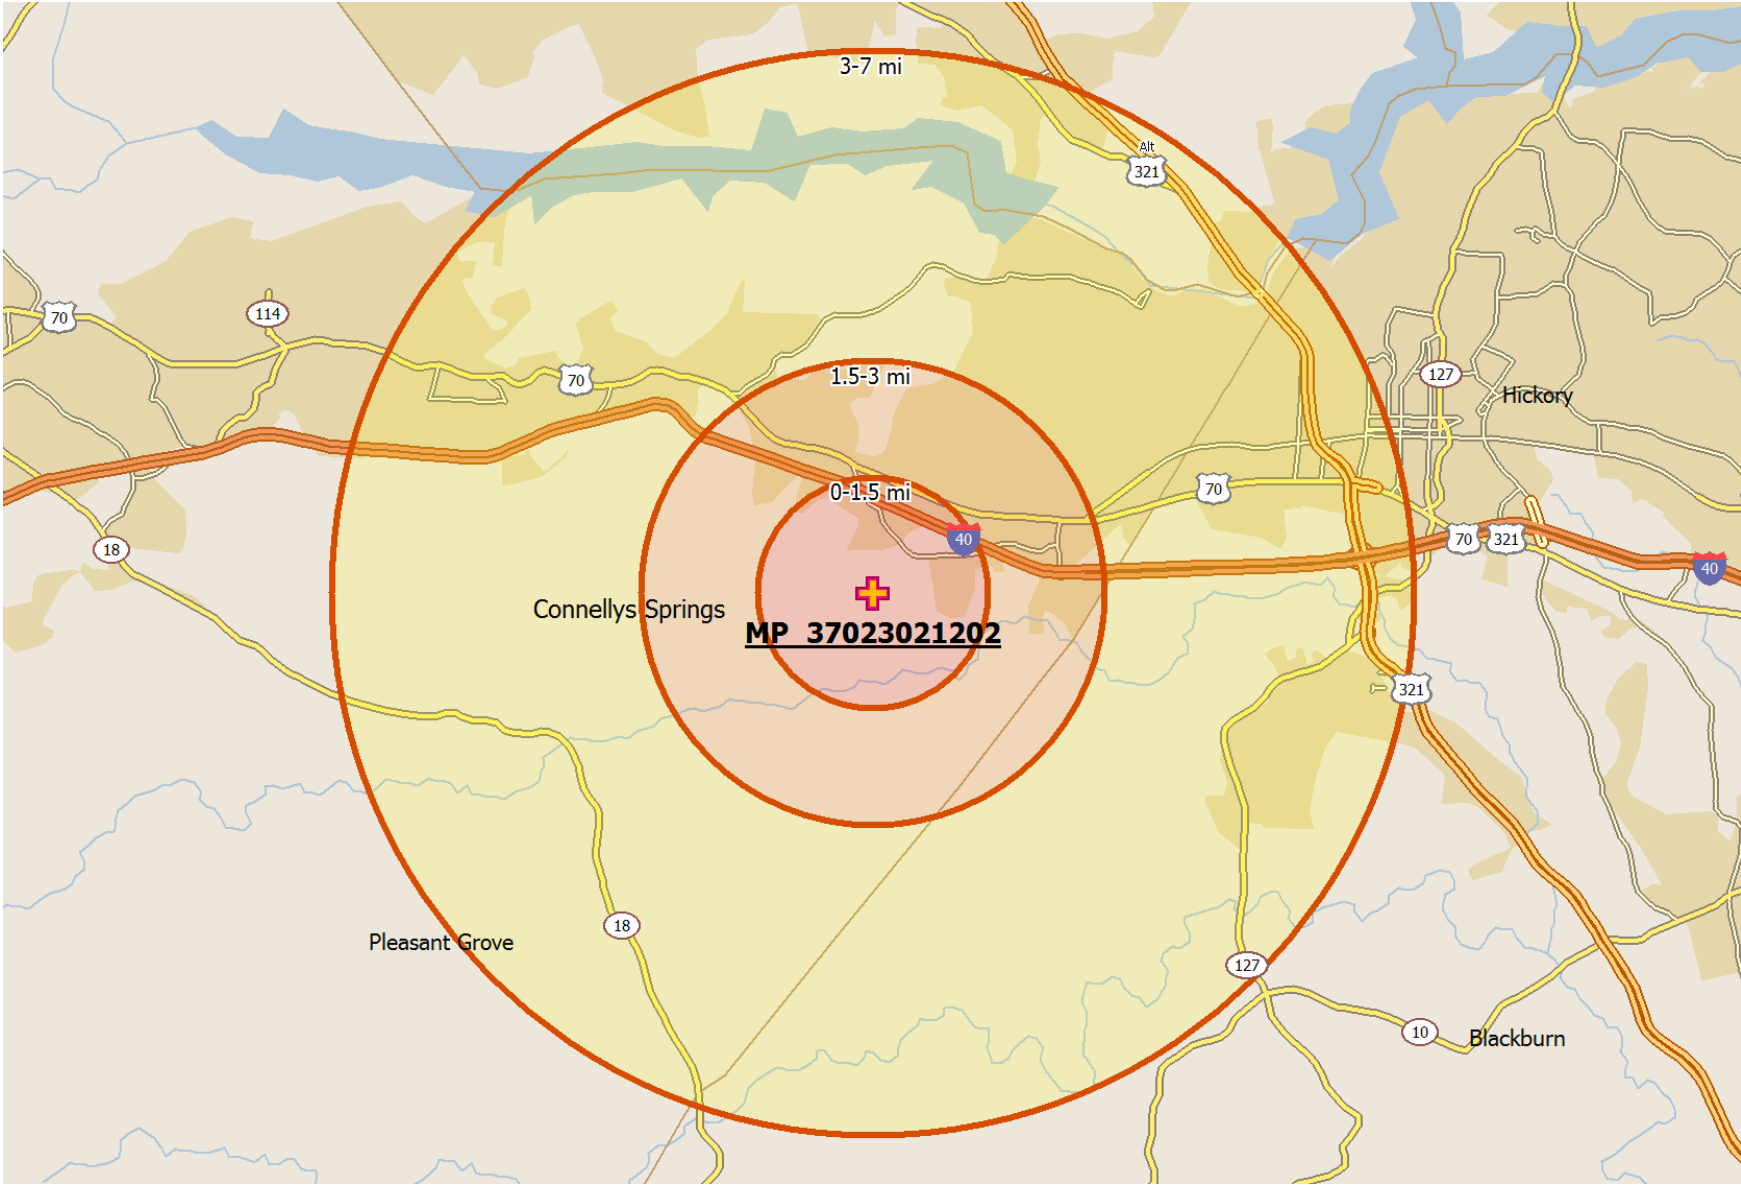 3-7 mi
Alt
321
70
114
70
1.5-3 mi
127
Hickory
0-1.5 mi
70
40
18
70
321
40
Connellys Springs
MP 37023021202
321
18
Pleasant Grove
127
10
Blackburn